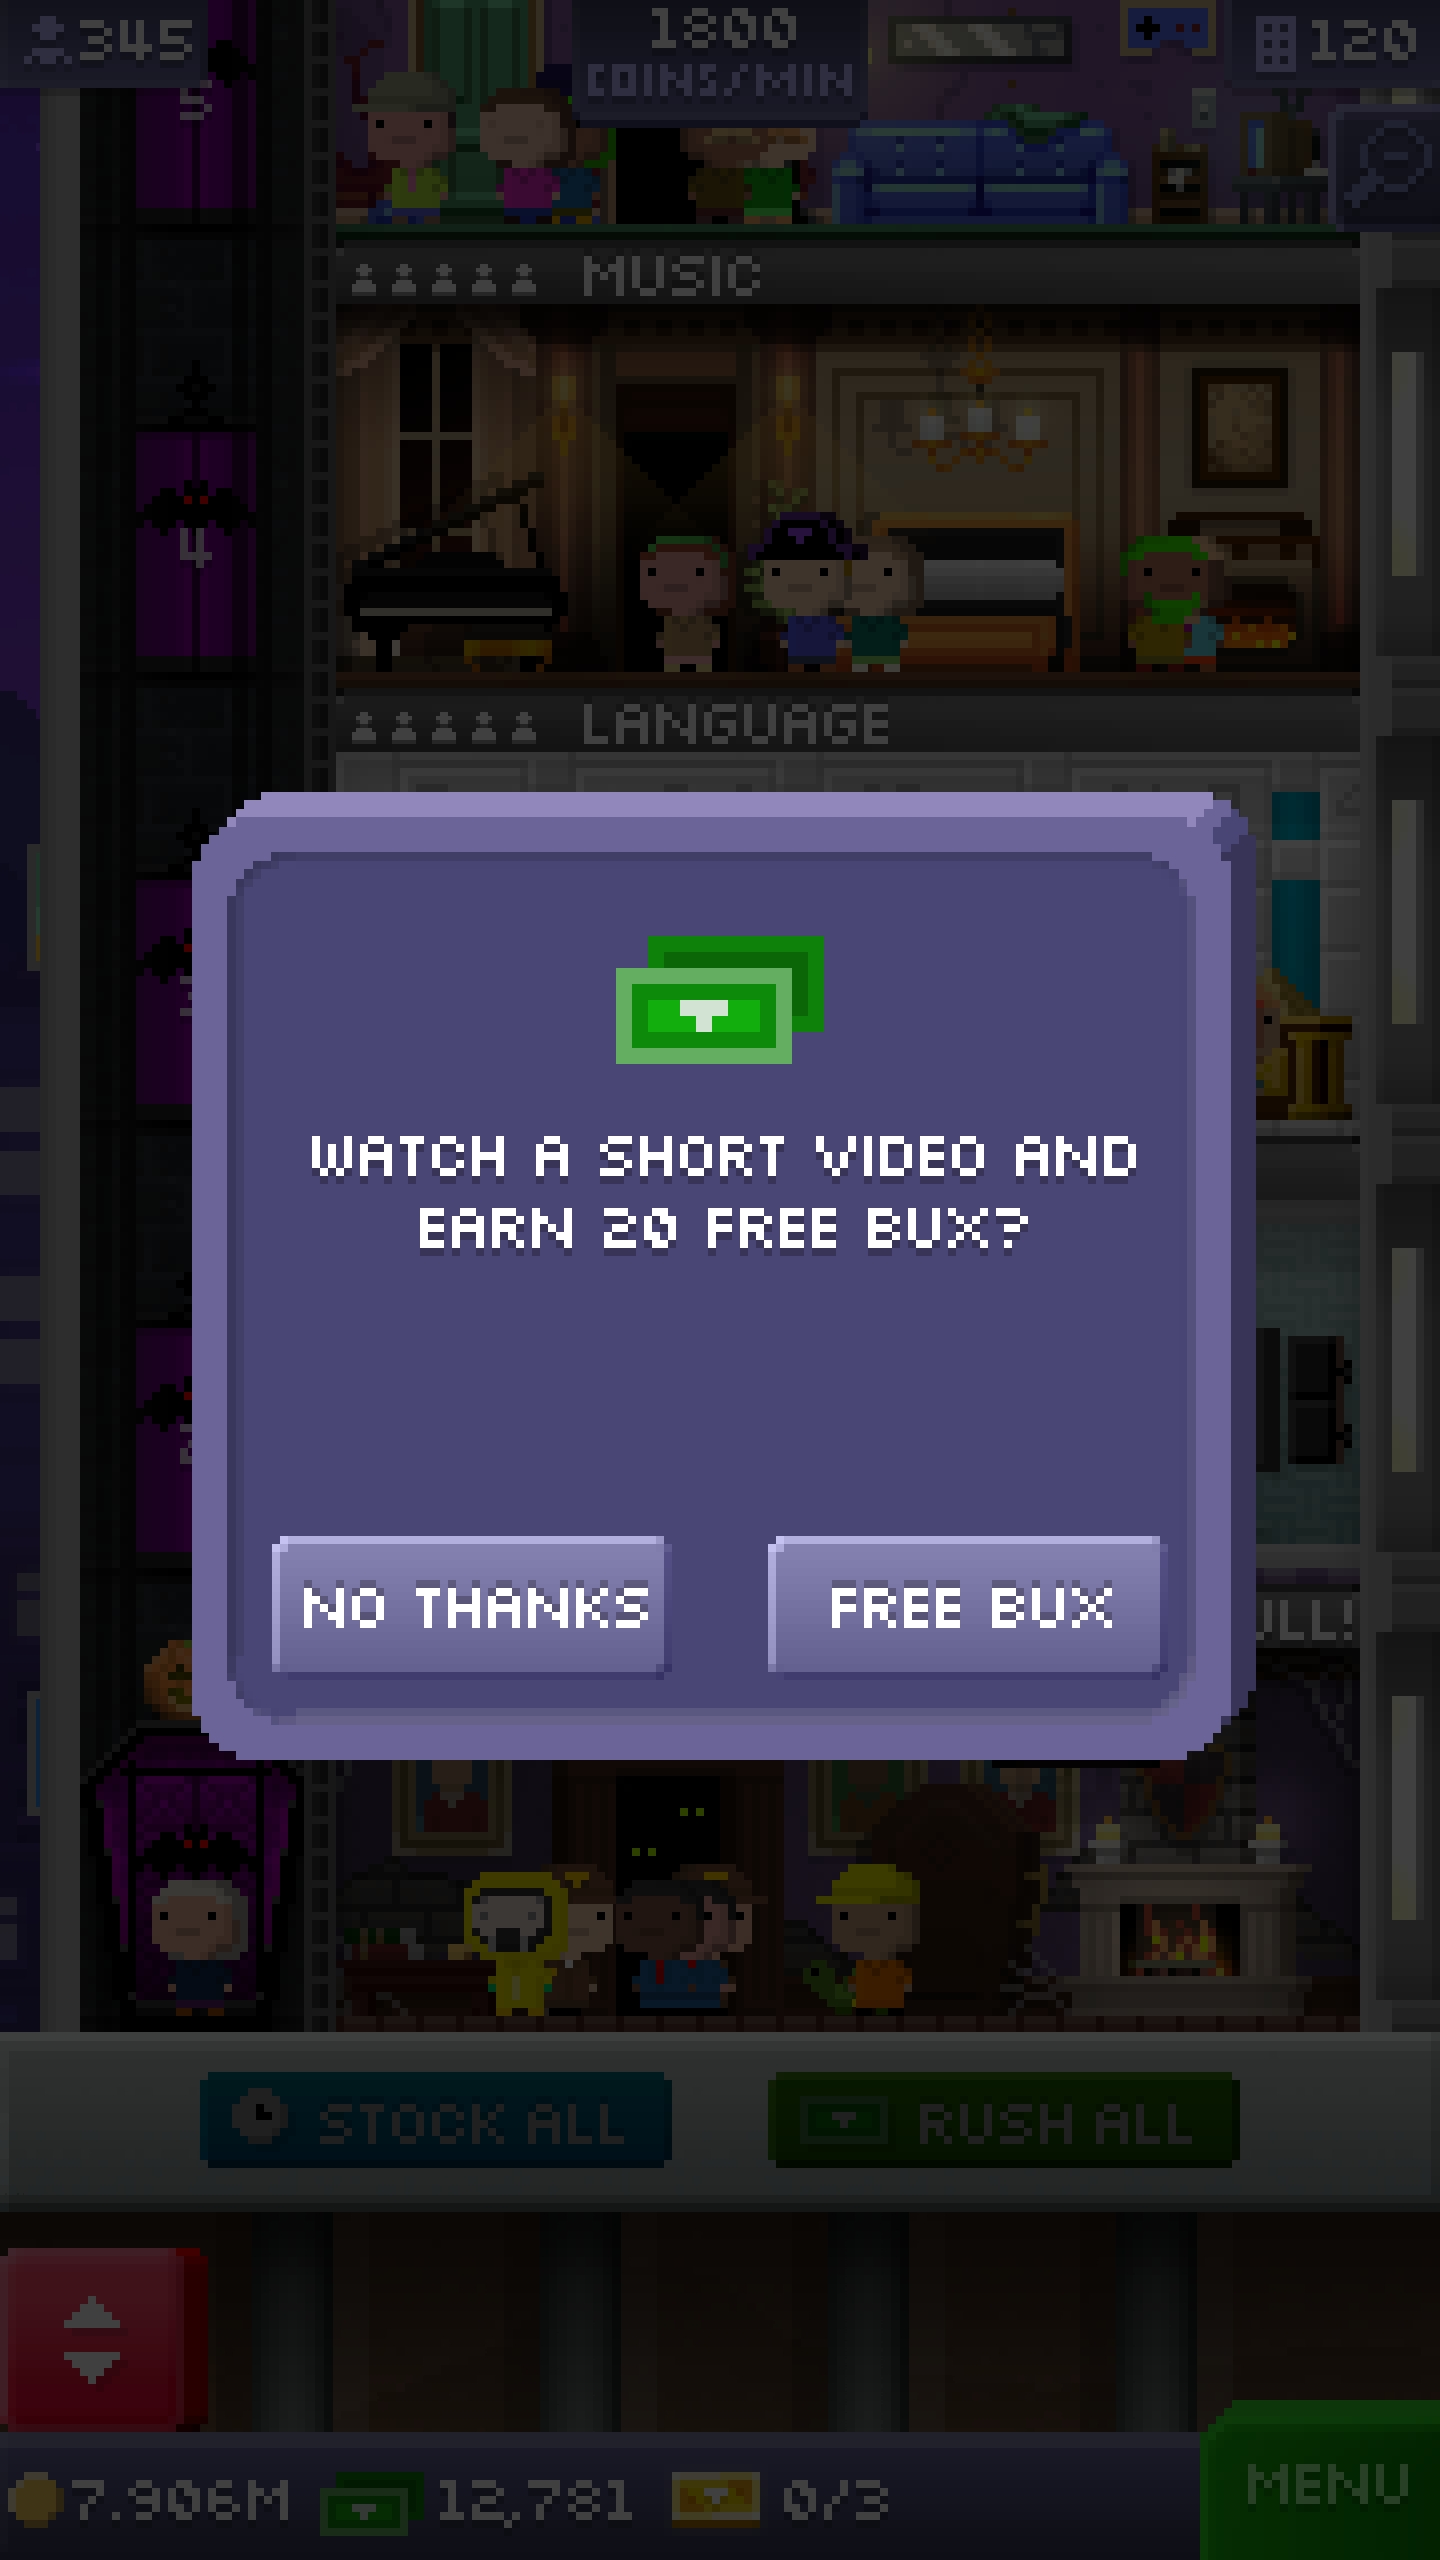 345
1800
COINS/MIN
120
5
MUSIC
4
LANGUAGE
WATCH A SHORT VIDEO AND
EARN 20 FREE BUX?
NO THANKS
FREE BUX
STOCK ALL
RUSH ALL
7.906M
12,781
0/3
MENU